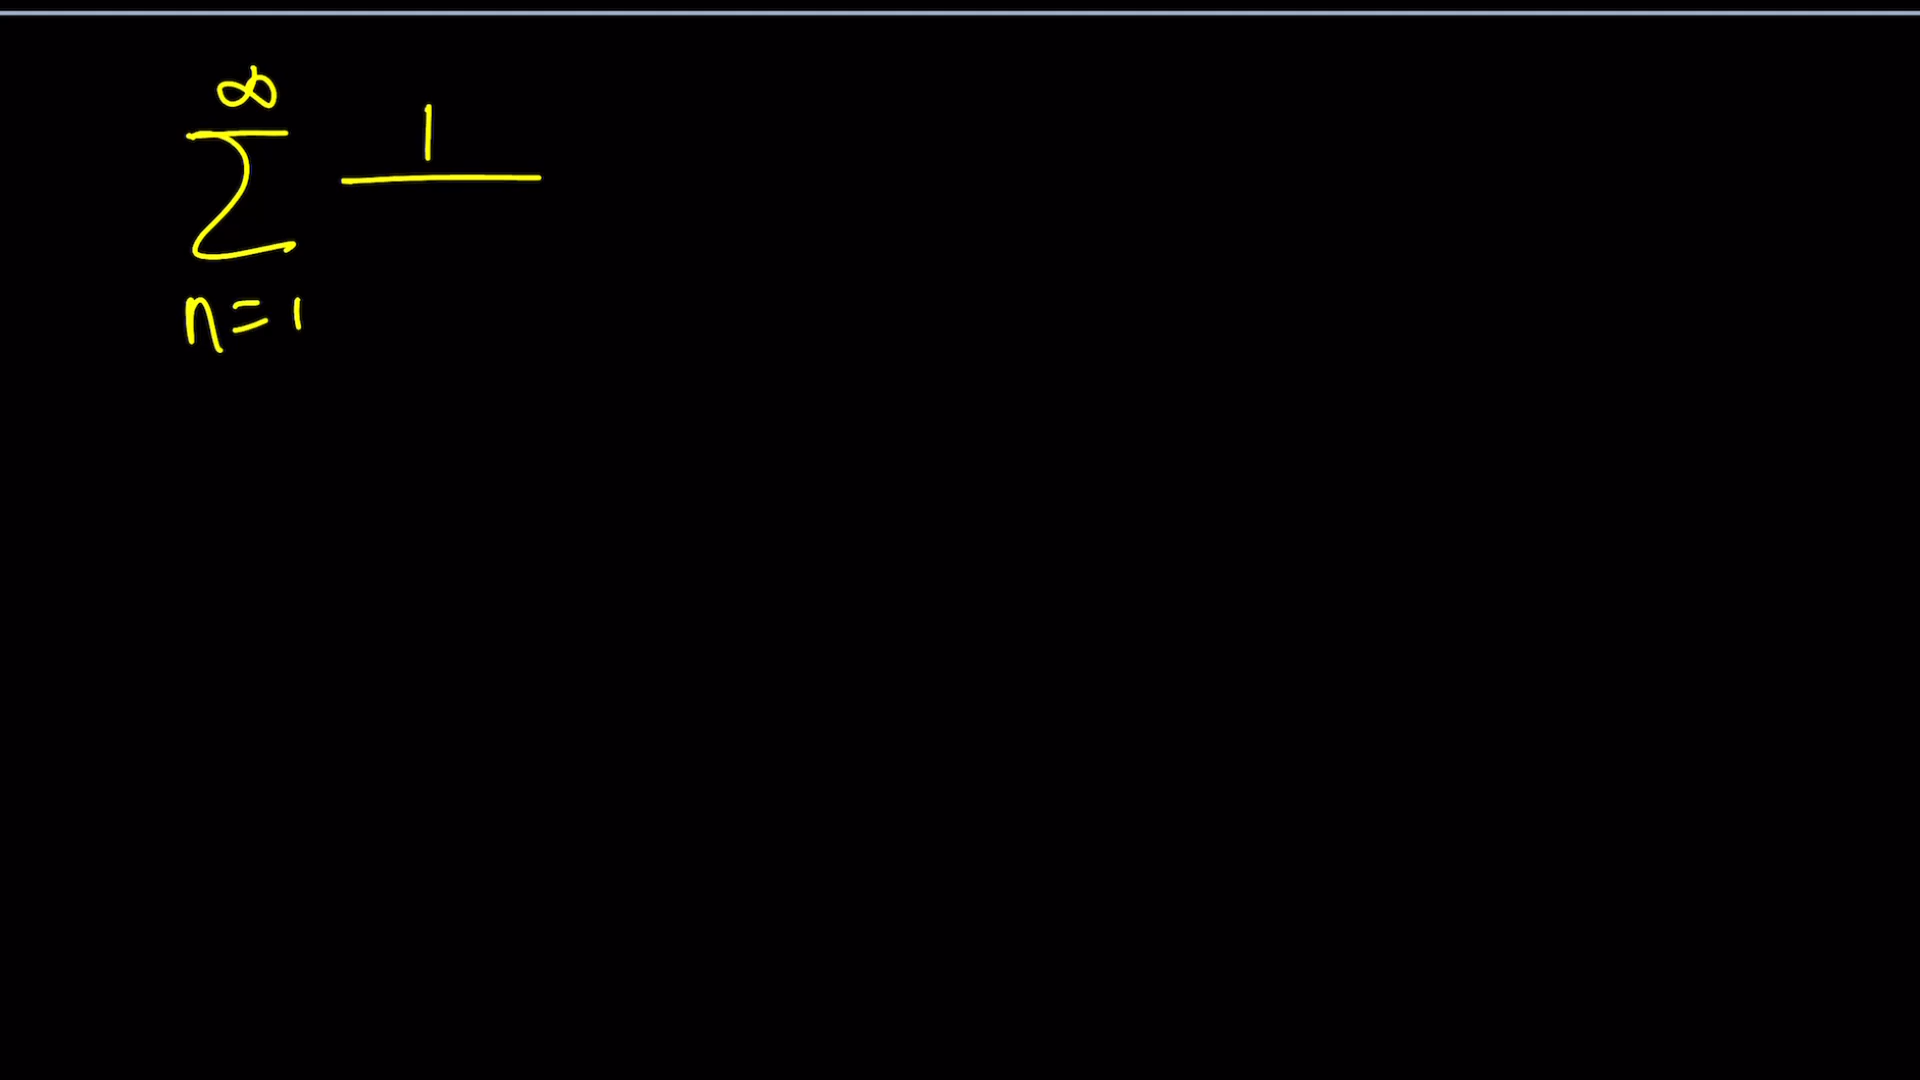 ∞
∑ 1/
n=1